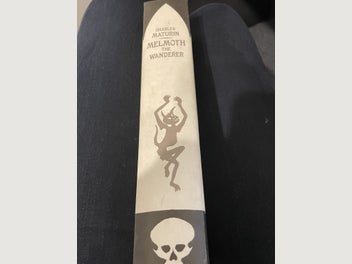 CHARLES
MATURIN
MELMOTH
THE
WANDERER